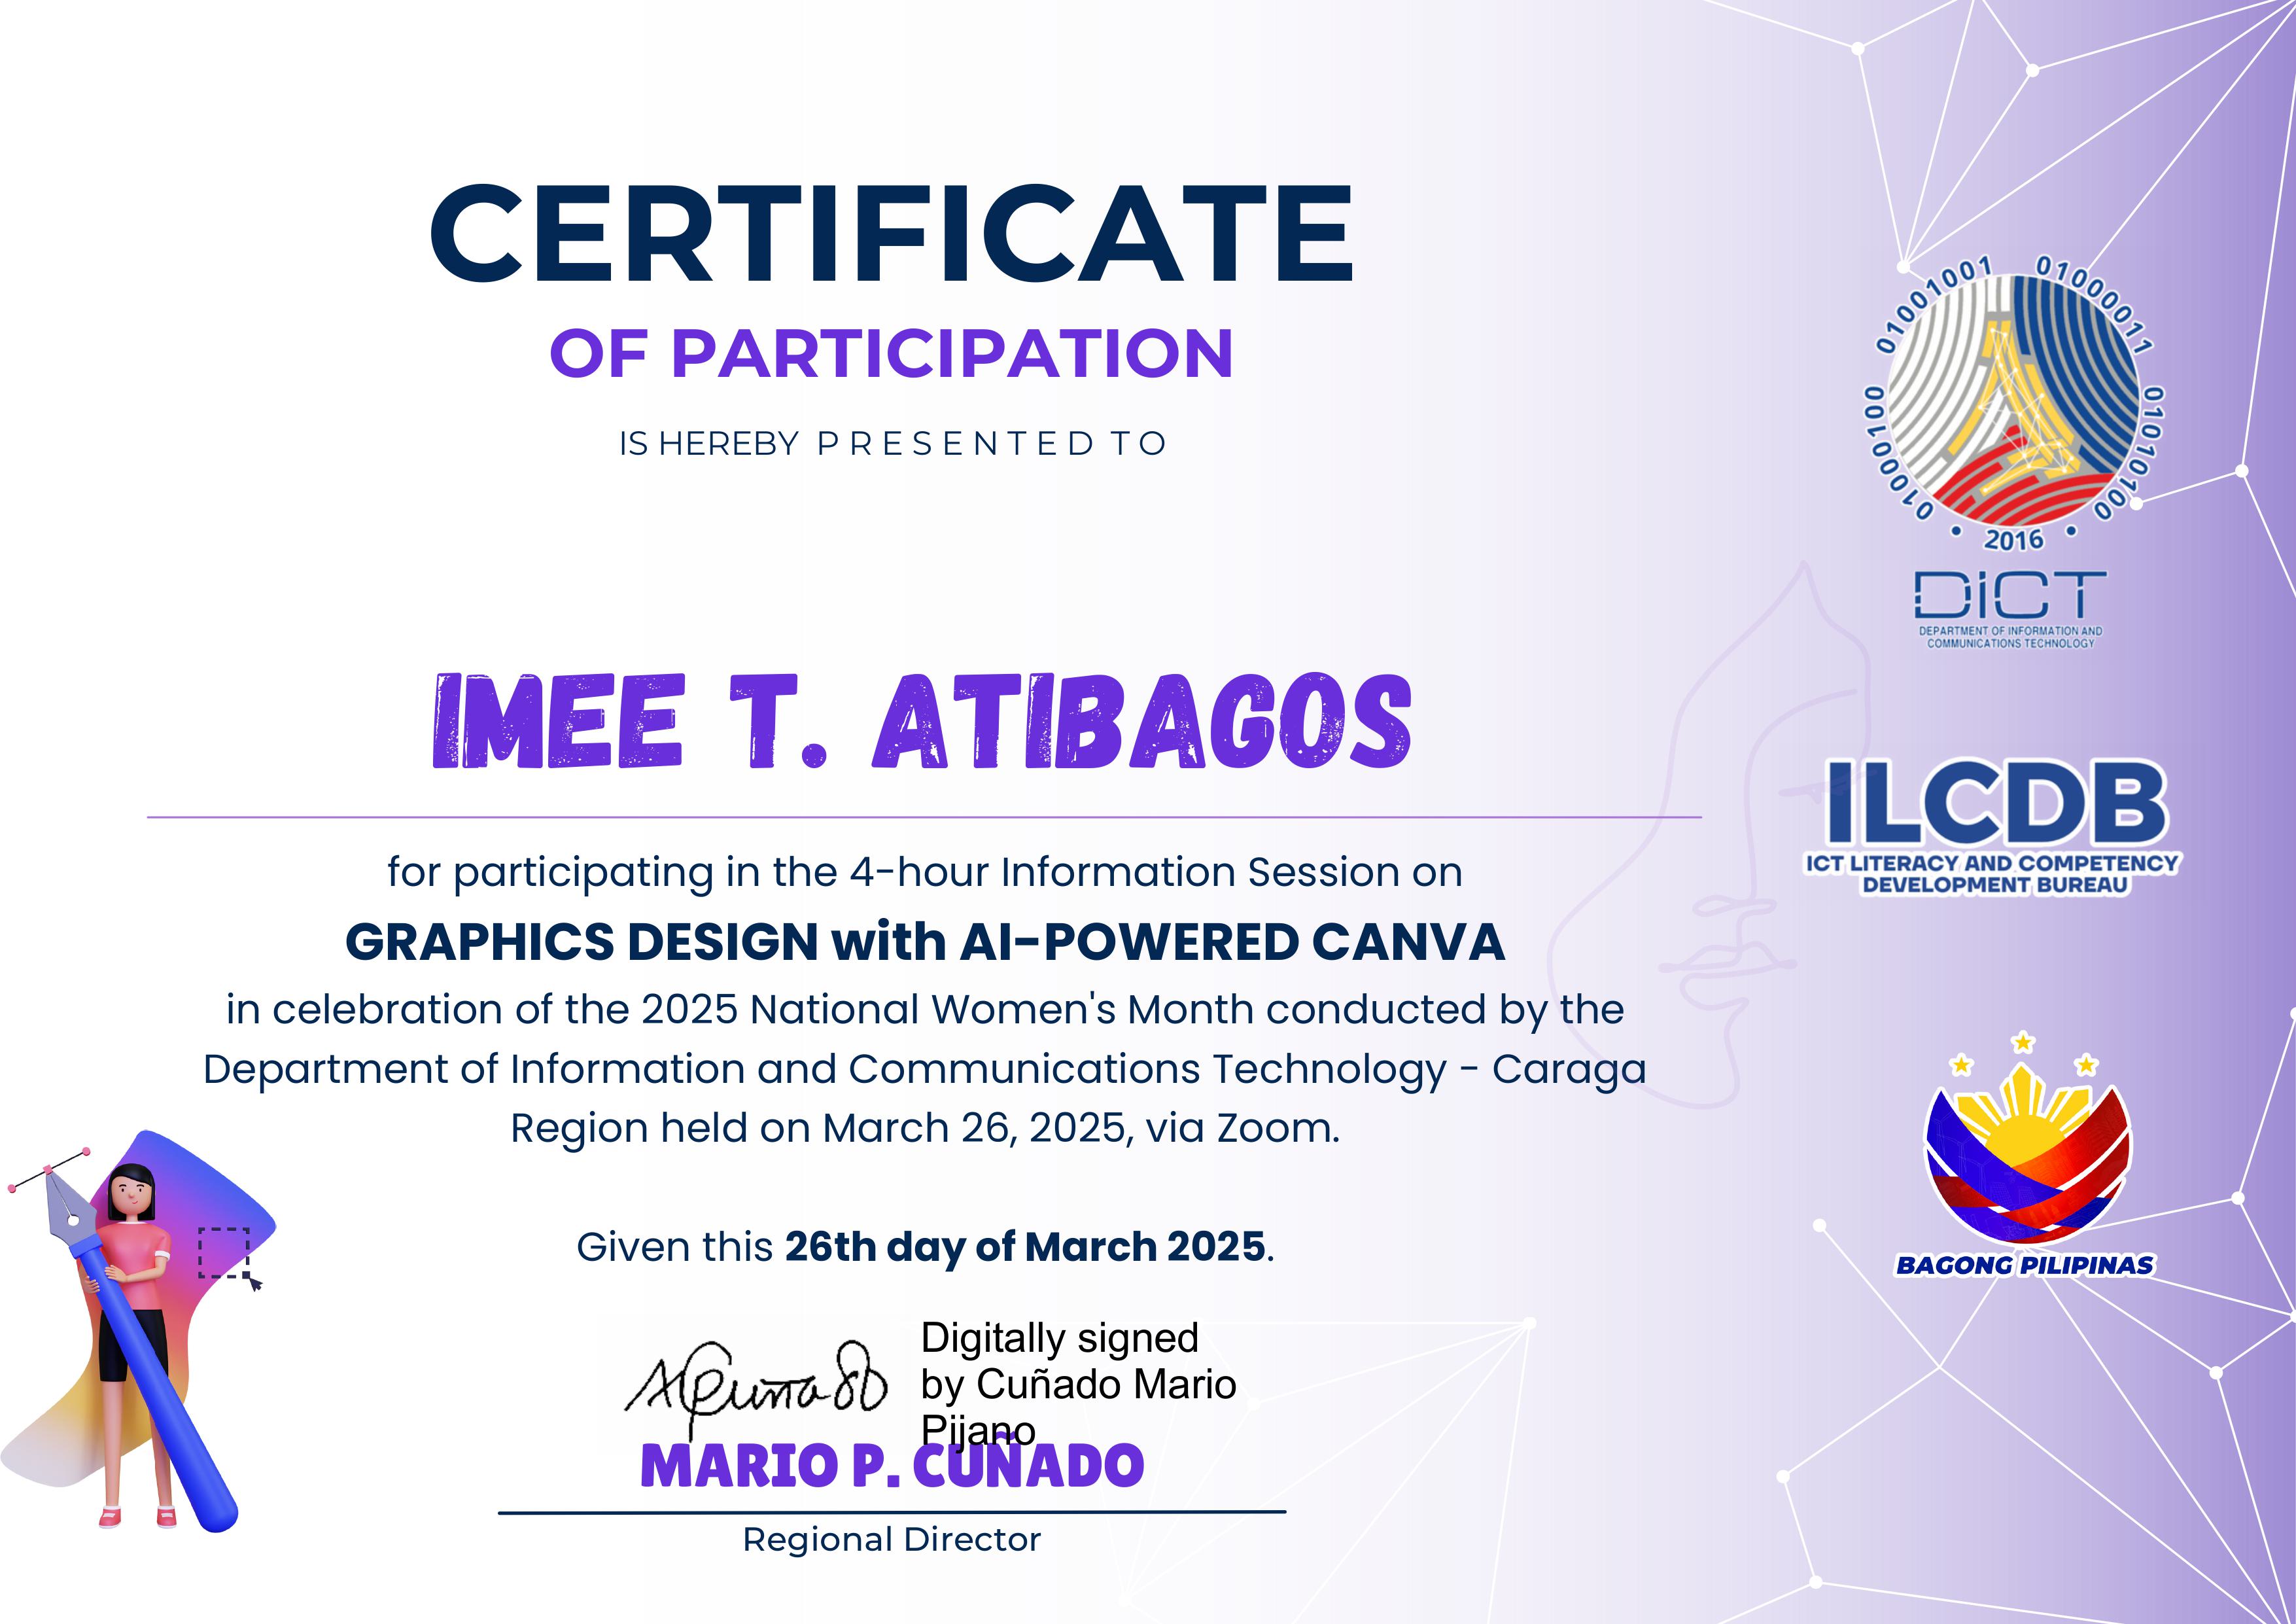 CERTIFICATE
OF PARTICIPATION
IS HEREBY PRESENTED TO
IMEE T. ATIBAGOS
for participating in the 4-hour Information Session on
GRAPHICS DESIGN with AI-POWERED CANVA
in celebration of the 2025 National Women's Month conducted by the
Department of Information and Communications Technology - Caraga
Region held on March 26, 2025, via Zoom.
Given this 26th day of March 2025.
Digitally signed
by Cuñado Mario
Pijano
MARIO P. CUÑADO
Regional Director
01001001 01000011 01010100 01000100
2016
DICT
DEPARTMENT OF INFORMATION AND
COMMUNICATIONS TECHNOLOGY
ILCDB
ICT LITERACY AND COMPETENCY
DEVELOPMENT BUREAU
BAGONG PILIPINAS